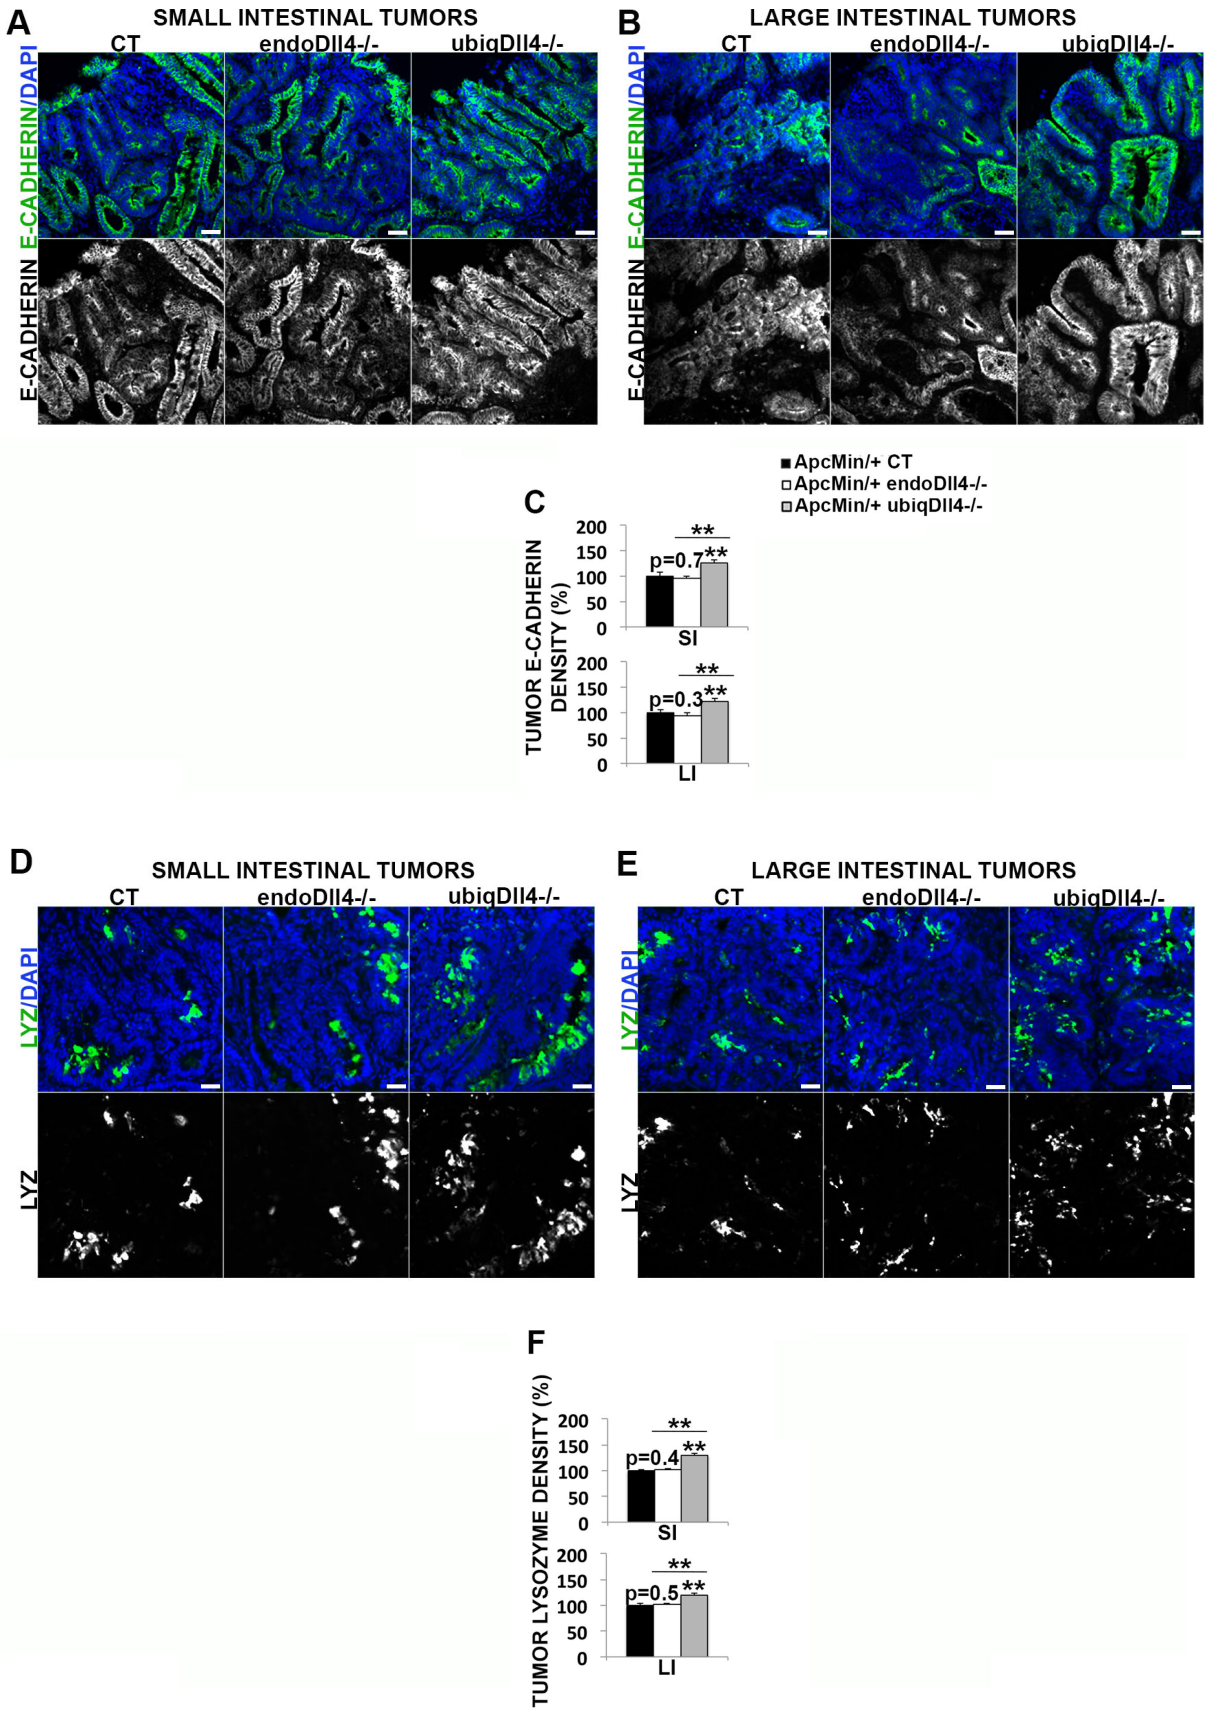 A
SMALL INTESTINAL TUMORS
CT
endoDll4-/-
ubiqDll4-/-
E-CADHERIN/DAPI
E-CADHERIN
B
LARGE INTESTINAL TUMORS
CT
endoDll4-/-
ubiqDll4-/-
E-CADHERIN/DAPI
E-CADHERIN
ApcMin/+ CT
ApcMin/+ endoDll4-/-
ApcMin/+ ubiqDll4-/-
C
TUMOR E-CADHERIN
DENSITY (%)
200
150
100
50
0
**
p=0.7
**
SI
200
150
100
50
0
**
p=0.3
**
LI
D
SMALL INTESTINAL TUMORS
CT
endoDll4-/-
ubiqDll4-/-
LYZ/DAPI
LYZ
E
LARGE INTESTINAL TUMORS
CT
endoDll4-/-
ubiqDll4-/-
LYZ/DAPI
LYZ
F
TUMOR LYSOZYME DENSITY (%)
200
150
100
50
0
**
p=0.4
**
SI
200
150
100
50
0
**
p=0.5
**
LI